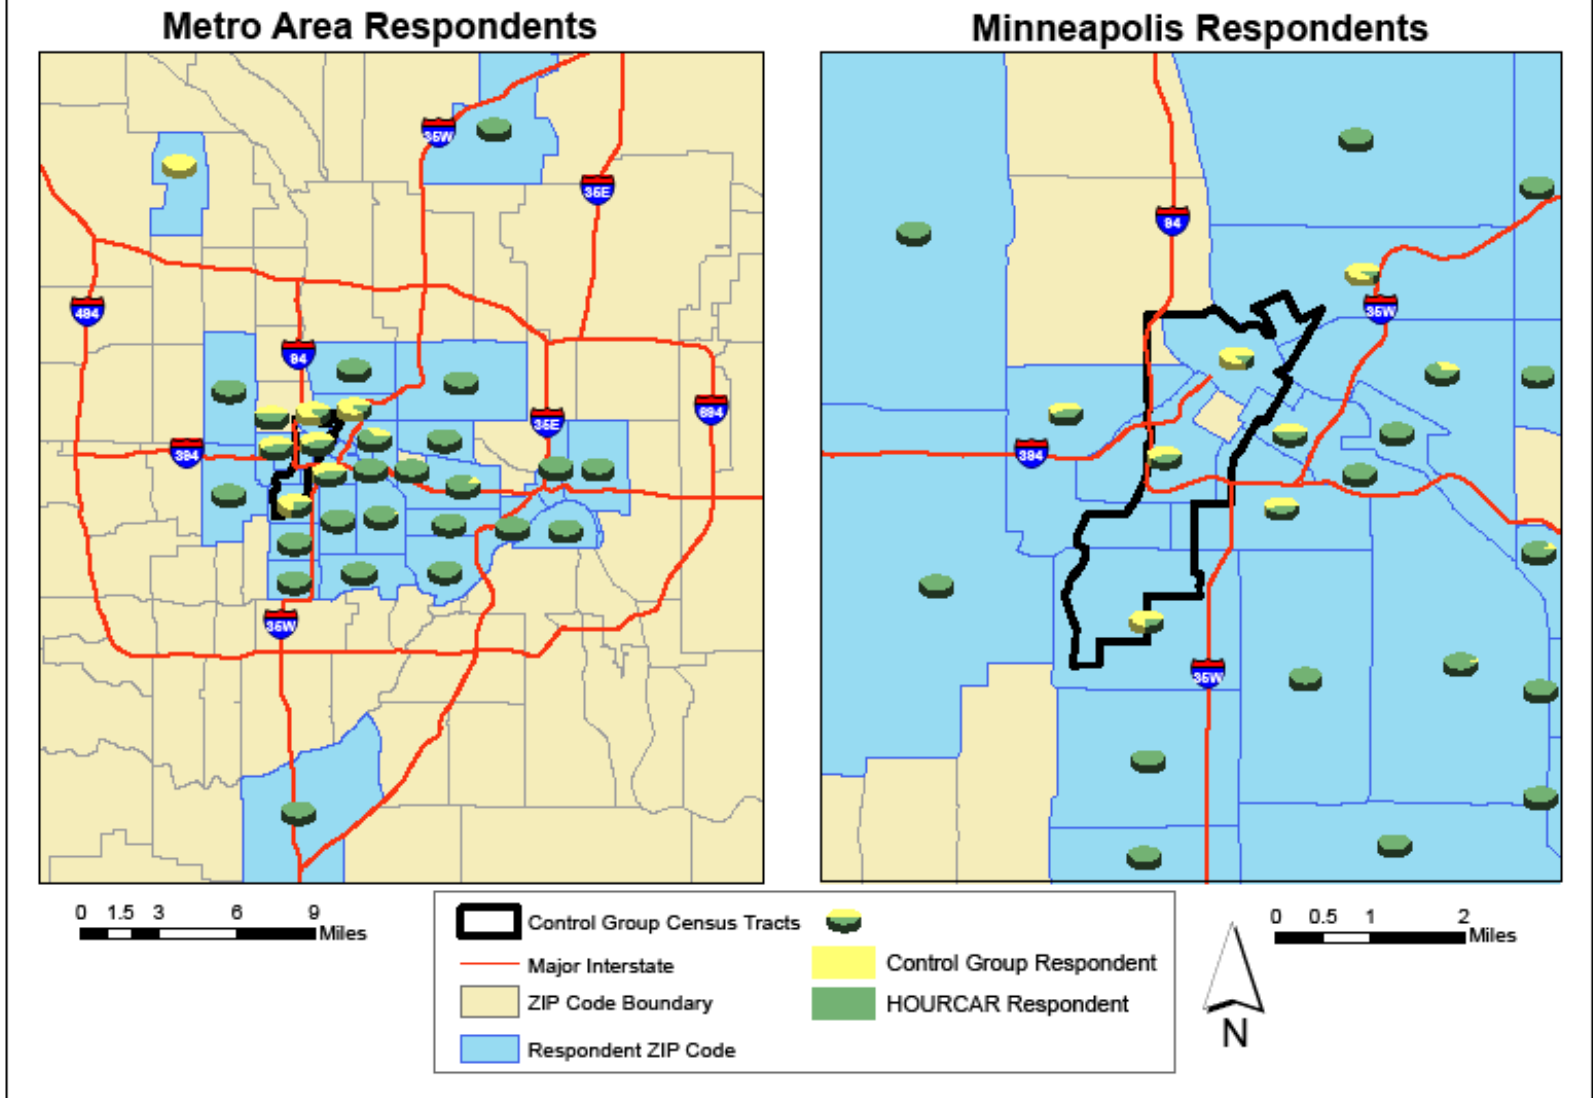 Metro Area Respondents
Minneapolis Respondents
35W
35E
494
94
394
35E
694
35W
94
35W
394
35W
0 1.5 3 6 9
Miles
0 0.5 1 2
Miles
Control Group Census Tracts
Major Interstate
Control Group Respondent
ZIP Code Boundary
HOURCAR Respondent
Respondent ZIP Code
N